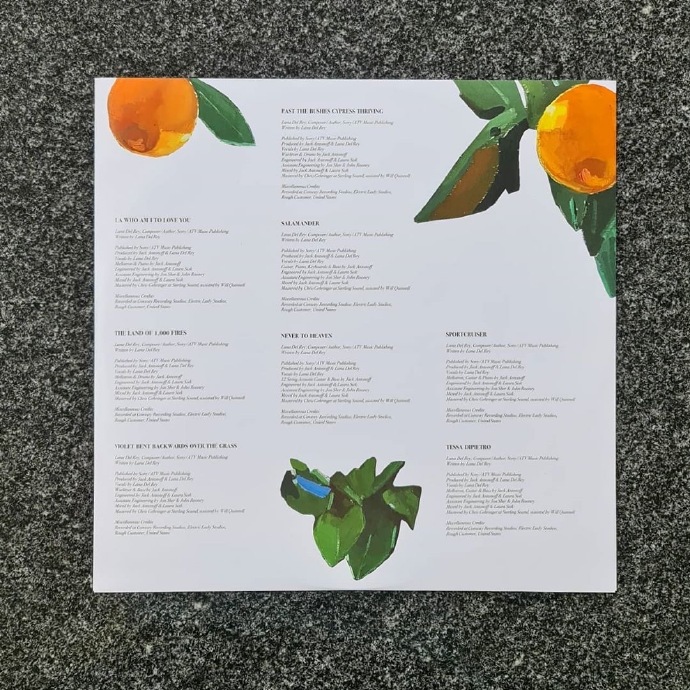 PAST THE BUSHES CYPRESS THRIVING
Lana Del Rey, Composer/Author, Sony/ATV Music Publishing
Written by Lana Del Rey
Published by Sony/ATV Music Publishing
Produced by Jack Antonoff & Lana Del Rey
Vocals by Lana Del Rey
Wurlitzer & Drums by Jack Antonoff
Engineered by Jack Antonoff & Laura Sisk
Assistant Engineering by Jon Sher & John Rooney
Mixed by Jack Antonoff & Laura Sisk
Mastered by Chris Gehringer at Sterling Sound, assisted by Will Quinnell
Miscellaneous Credits:
Recorded at Conway Recording Studios, Electric Lady Studios,
Rough Customer, United States
LA WHO AM I TO LOVE YOU
Lana Del Rey, Composer/Author, Sony/ATV Music Publishing
Written by Lana Del Rey
Published by Sony/ATV Music Publishing
Produced by Jack Antonoff & Lana Del Rey
Vocals by Lana Del Rey
Mellotron & Piano by Jack Antonoff
Engineered by Jack Antonoff & Laura Sisk
Assistant Engineering by Jon Sher & John Rooney
Mixed by Jack Antonoff & Laura Sisk
Mastered by Chris Gehringer at Sterling Sound, assisted by Will Quinnell
Miscellaneous Credits:
Recorded at Conway Recording Studios, Electric Lady Studios,
Rough Customer, United States
SALAMANDER
Lana Del Rey, Composer/Author, Sony/ATV Music Publishing
Written by Lana Del Rey
Published by Sony/ATV Music Publishing
Produced by Jack Antonoff & Lana Del Rey
Vocals by Lana Del Rey
Guitar, Piano, Keyboards & Bass by Jack Antonoff
Engineered by Jack Antonoff & Laura Sisk
Assistant Engineering by Jon Sher & John Rooney
Mixed by Jack Antonoff & Laura Sisk
Mastered by Chris Gehringer at Sterling Sound, assisted by Will Quinnell
Miscellaneous Credits:
Recorded at Conway Recording Studios, Electric Lady Studios,
Rough Customer, United States
THE LAND OF 1,000 FIRES
Lana Del Rey, Composer/Author, Sony/ATV Music Publishing
Written by Lana Del Rey
Published by Sony/ATV Music Publishing
Produced by Jack Antonoff & Lana Del Rey
Vocals by Lana Del Rey
Mellotron & Drums by Jack Antonoff
Engineered by Jack Antonoff & Laura Sisk
Assistant Engineering by Jon Sher & John Rooney
Mixed by Jack Antonoff & Laura Sisk
Mastered by Chris Gehringer at Sterling Sound, assisted by Will Quinnell
Miscellaneous Credits:
Recorded at Conway Recording Studios, Electric Lady Studios,
Rough Customer, United States
NEVER TO HEAVEN
Lana Del Rey, Composer/Author, Sony/ATV Music Publishing
Written by Lana Del Rey
Published by Sony/ATV Music Publishing
Produced by Jack Antonoff & Lana Del Rey
Vocals by Lana Del Rey
12 String Acoustic Guitar & Bass by Jack Antonoff
Engineered by Jack Antonoff & Laura Sisk
Assistant Engineering by Jon Sher & John Rooney
Mixed by Jack Antonoff & Laura Sisk
Mastered by Chris Gehringer at Sterling Sound, assisted by Will Quinnell
Miscellaneous Credits:
Recorded at Conway Recording Studios, Electric Lady Studios,
Rough Customer, United States
SPORTCRUISER
Lana Del Rey, Composer/Author, Sony/ATV Music Publishing
Written by Lana Del Rey
Published by Sony/ATV Music Publishing
Produced by Jack Antonoff & Lana Del Rey
Vocals by Lana Del Rey
Mellotron, Guitar & Piano by Jack Antonoff
Engineered by Jack Antonoff & Laura Sisk
Assistant Engineering by Jon Sher & John Rooney
Mixed by Jack Antonoff & Laura Sisk
Mastered by Chris Gehringer at Sterling Sound, assisted by Will Quinnell
Miscellaneous Credits:
Recorded at Conway Recording Studios, Electric Lady Studios,
Rough Customer, United States
VIOLET BENT BACKWARDS OVER THE GRASS
Lana Del Rey, Composer/Author, Sony/ATV Music Publishing
Written by Lana Del Rey
Published by Sony/ATV Music Publishing
Produced by Jack Antonoff & Lana Del Rey
Vocals by Lana Del Rey
Wurlitzer & Bass by Jack Antonoff
Engineered by Jack Antonoff & Laura Sisk
Assistant Engineering by Jon Sher & John Rooney
Mixed by Jack Antonoff & Laura Sisk
Mastered by Chris Gehringer at Sterling Sound, assisted by Will Quinnell
Miscellaneous Credits:
Recorded at Conway Recording Studios, Electric Lady Studios,
Rough Customer, United States
TESSA DIPIETRO
Lana Del Rey, Composer/Author, Sony/ATV Music Publishing
Written by Lana Del Rey
Published by Sony/ATV Music Publishing
Produced by Jack Antonoff & Lana Del Rey
Vocals by Lana Del Rey
Mellotron, Guitar & Bass by Jack Antonoff
Engineered by Jack Antonoff & Laura Sisk
Assistant Engineering by Jon Sher & John Rooney
Mixed by Jack Antonoff & Laura Sisk
Mastered by Chris Gehringer at Sterling Sound, assisted by Will Quinnell
Miscellaneous Credits:
Recorded at Conway Recording Studios, Electric Lady Studios,
Rough Customer, United States